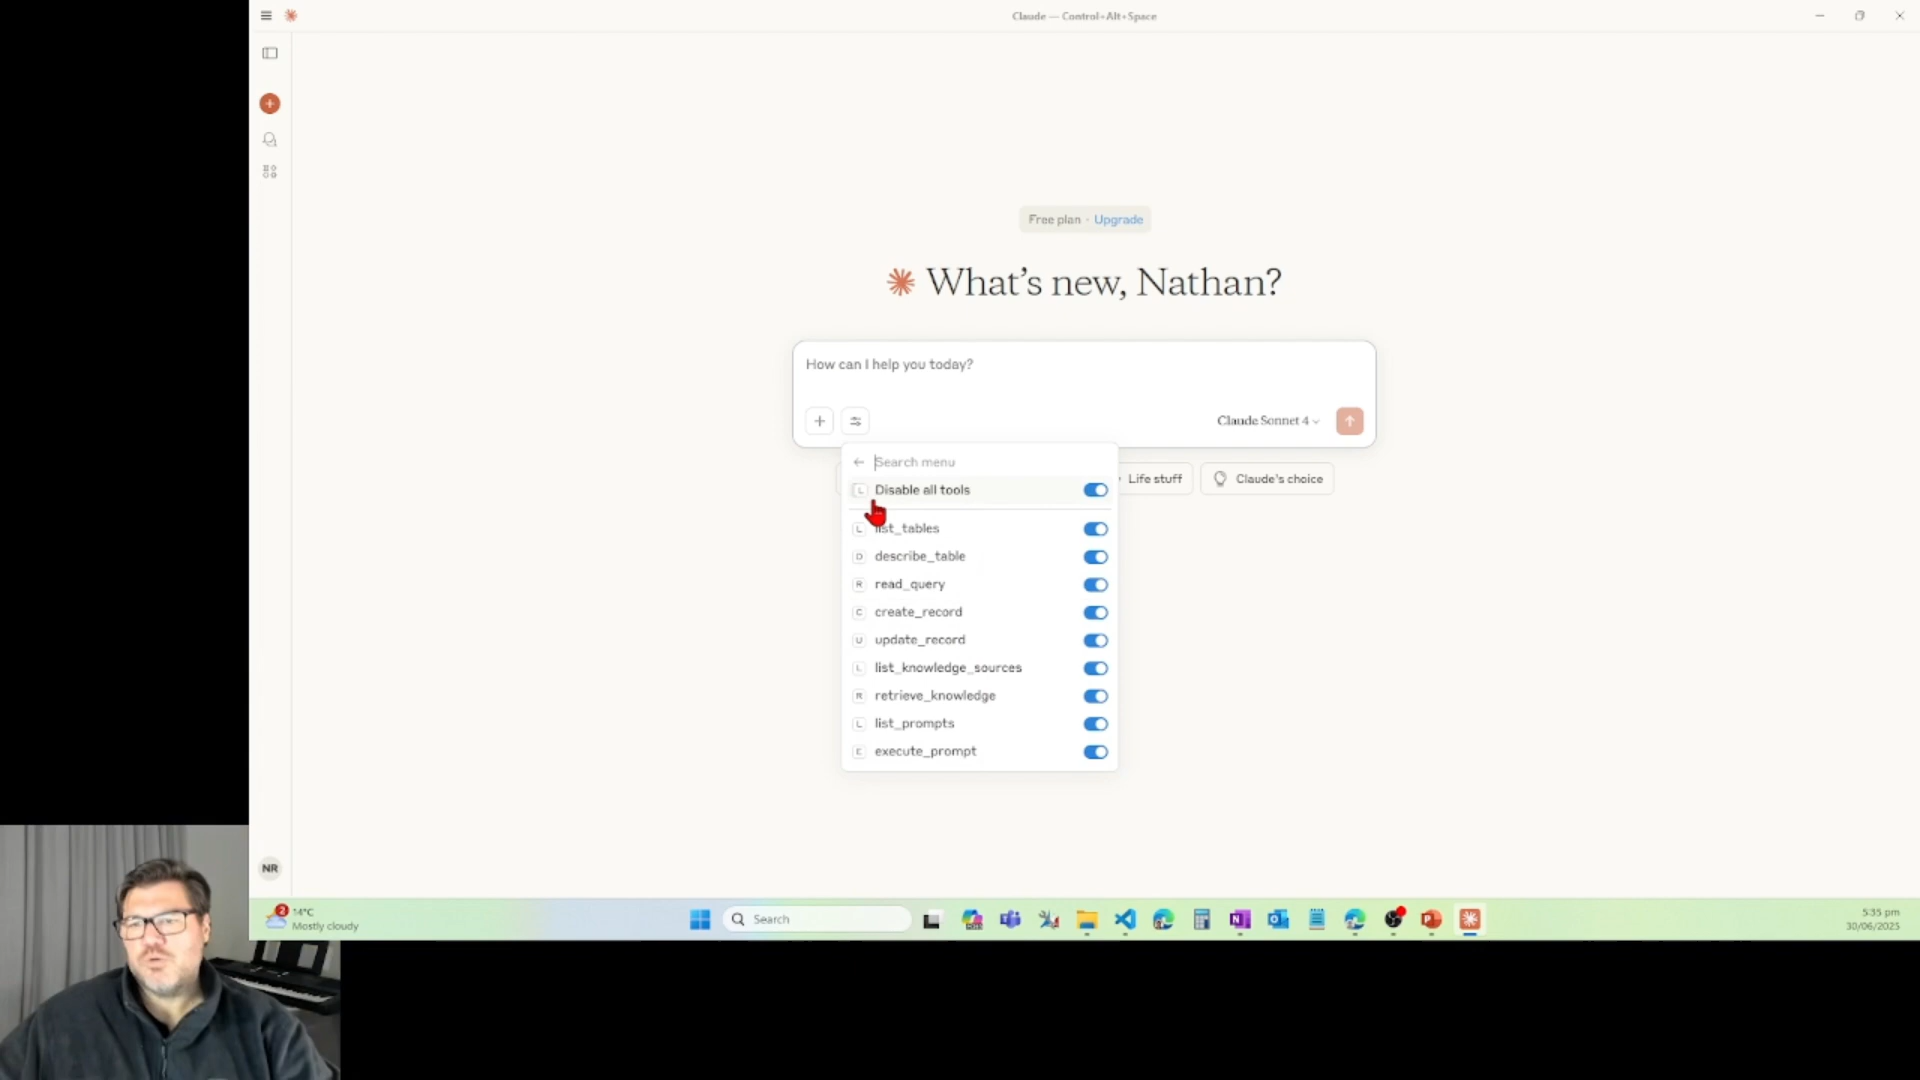 Claude — Control+Alt+Space
Free plan · Upgrade
What's new, Nathan?
How can I help you today?
Claude Sonnet 4
Search menu
L Disable all tools
Life stuff
Claude's choice
L list_tables
D describe_table
R read_query
C create_record
U update_record
L list_knowledge_sources
R retrieve_knowledge
L list_prompts
E execute_prompt
NR
2
14°C
Mostly cloudy
Search
5:35 pm
30/06/2025